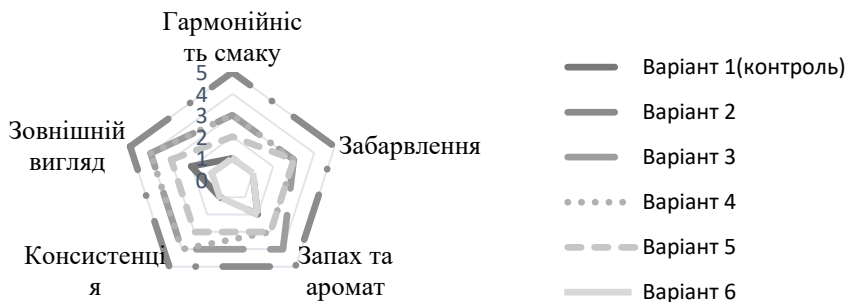 Гармонійніс
ть смаку
5
4
3
2
1
0
Забарвлення
Запах та
аромат
Консистенці
я
Зовнішній
вигляд
Варіант 1(контроль)
Варіант 2
Варіант 3
Варіант 4
Варіант 5
Варіант 6